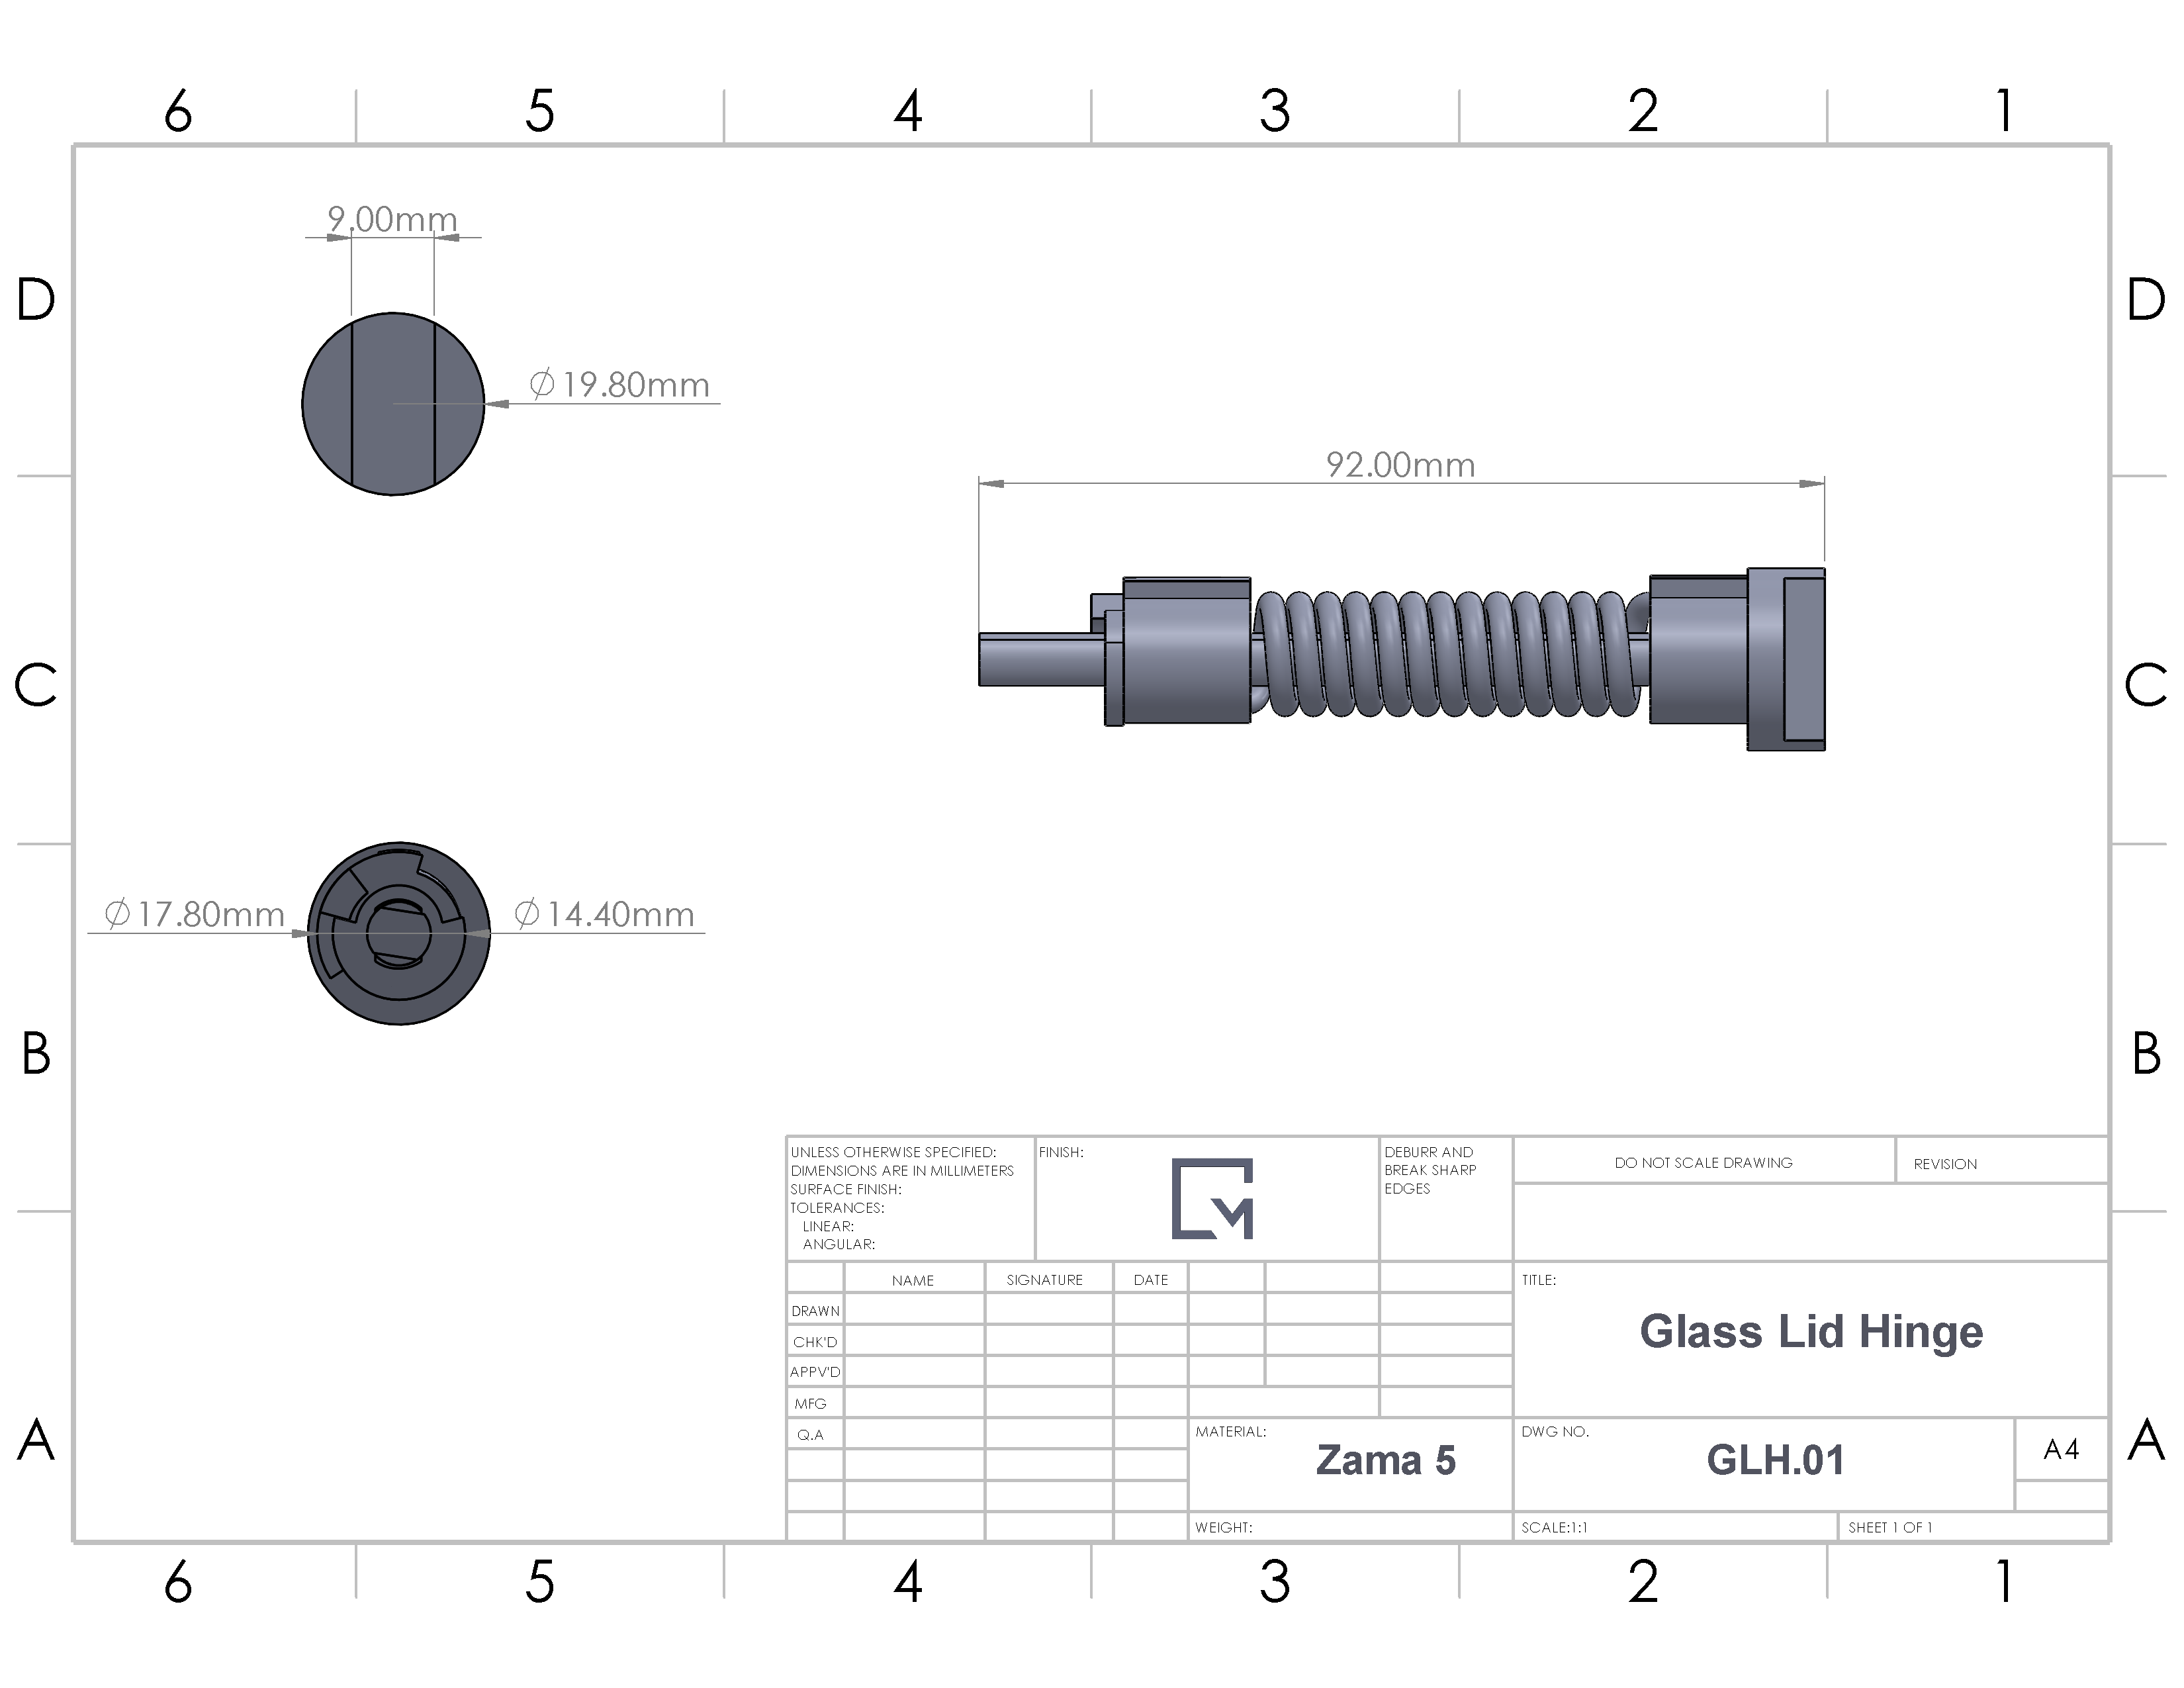 6 5 4 3 2 1
9.00mm
D D
19.80mm
92.00mm
C C
17.80mm 14.40mm
B B
UNLESS OTHERWISE SPECIFIED:
DIMENSIONS ARE IN MILLIMETERS
SURFACE FINISH:
TOLERANCES:
LINEAR:
ANGULAR:
FINISH:
DEBURR AND
BREAK SHARP
EDGES
DO NOT SCALE DRAWING
REVISION
NAME SIGNATURE DATE
DRAWN
CHK'D
APPV'D
MFG
Q.A
TITLE:
Glass Lid Hinge
MATERIAL:
Zama 5
DWG NO.
GLH.01
A4
A A
WEIGHT:
SCALE:1:1
SHEET 1 OF 1
6 5 4 3 2 1